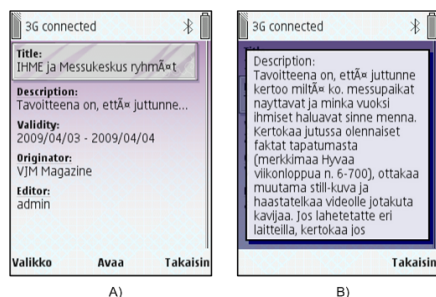 3G connected
Title:
IHME ja Messukeskus ryhmÃ¤t
Description:
Tavoitteena on, ettÃ¤ juttunne...
Validity:
2009/04/03 - 2009/04/04
Originator:
VJM Magazine
Editor:
admin
Valikko Avaa Takaisin
A)
3G connected
Description:
Tavoitteena on, ettÃ¤ juttunne
kertoo miltÃ¤ ko. messupaikat
nayttavat ja minka vuoksi
ihmiset haluavat sinne menna.
Kertokaa jutussa olennaiset
faktat tapatumasta
(merkkimaa Hyvaa
viikonloppua n. 6-700), ottakaa
muutama still-kuva ja
haastatelkaa videolle jotakuta
kavijaa. Jos lahetetatte eri
laitteilla, kertokaa jos
Takaisin
B)